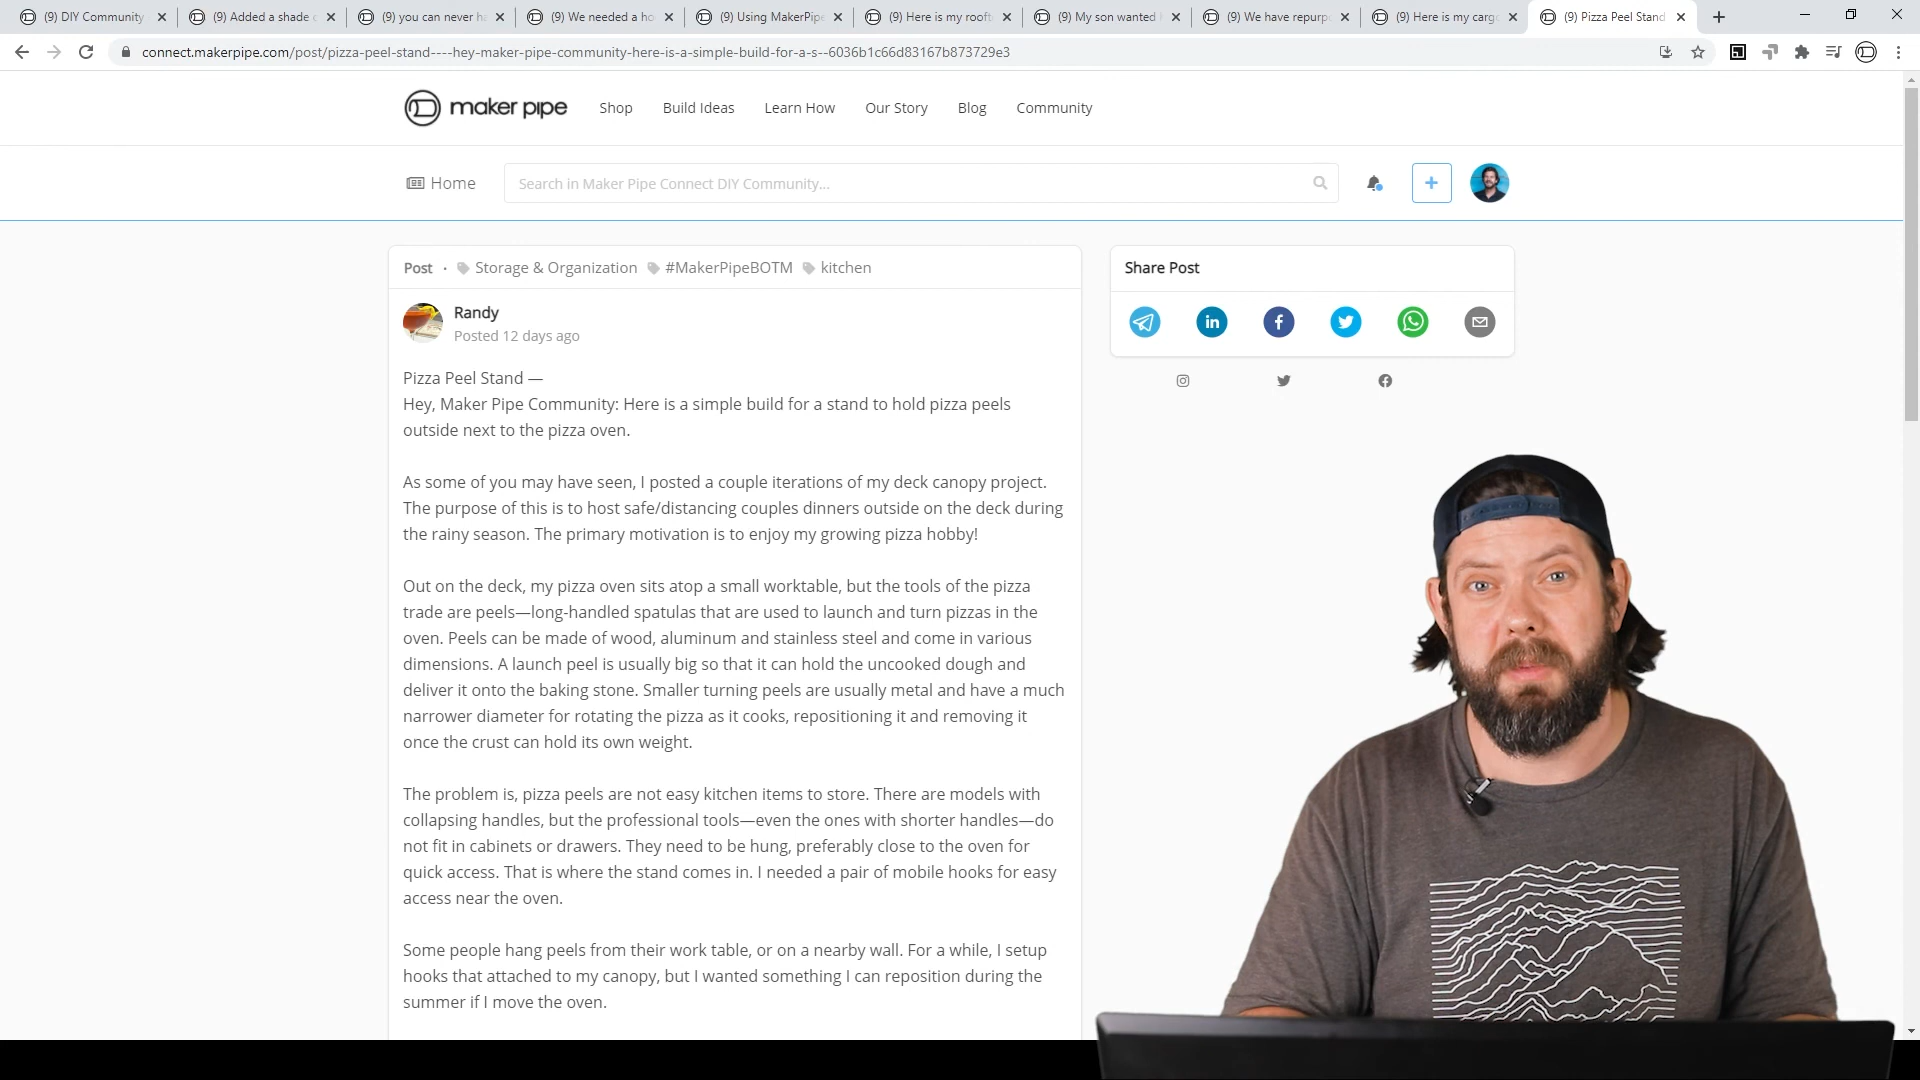 (9) DIY Community
(9) Added a shade
(9) you can never ha
(9) We needed a ho
(9) Using MakerPipe
(9) Here is my rooft
(9) My son wanted
(9) We have repurpo
(9) Here is my cargo
(9) Pizza Peel Stand
connect.makerpipe.com/post/pizza-peel-stand----hey-maker-pipe-community-here-is-a-simple-build-for-a-s--6036b1c66d83167b873729e3
maker pipe
Shop
Build Ideas
Learn How
Our Story
Blog
Community
Home
Search in Maker Pipe Connect DIY Community...
Post · Storage & Organization #MakerPipeBOTM kitchen
Randy
Posted 12 days ago
Pizza Peel Stand —
Hey, Maker Pipe Community: Here is a simple build for a stand to hold pizza peels
outside next to the pizza oven.
As some of you may have seen, I posted a couple iterations of my deck canopy project.
The purpose of this is to host safe/distancing couples dinners outside on the deck during
the rainy season. The primary motivation is to enjoy my growing pizza hobby!
Out on the deck, my pizza oven sits atop a small worktable, but the tools of the pizza
trade are peels—long-handled spatulas that are used to launch and turn pizzas in the
oven. Peels can be made of wood, aluminum and stainless steel and come in various
dimensions. A launch peel is usually big so that it can hold the uncooked dough and
deliver it onto the baking stone. Smaller turning peels are usually metal and have a much
narrower diameter for rotating the pizza as it cooks, repositioning it and removing it
once the crust can hold its own weight.
The problem is, pizza peels are not easy kitchen items to store. There are models with
collapsing handles, but the professional tools—even the ones with shorter handles—do
not fit in cabinets or drawers. They need to be hung, preferably close to the oven for
quick access. That is where the stand comes in. I needed a pair of mobile hooks for easy
access near the oven.
Some people hang peels from their work table, or on a nearby wall. For a while, I setup
hooks that attached to my canopy, but I wanted something I can reposition during the
summer if I move the oven.
Share Post